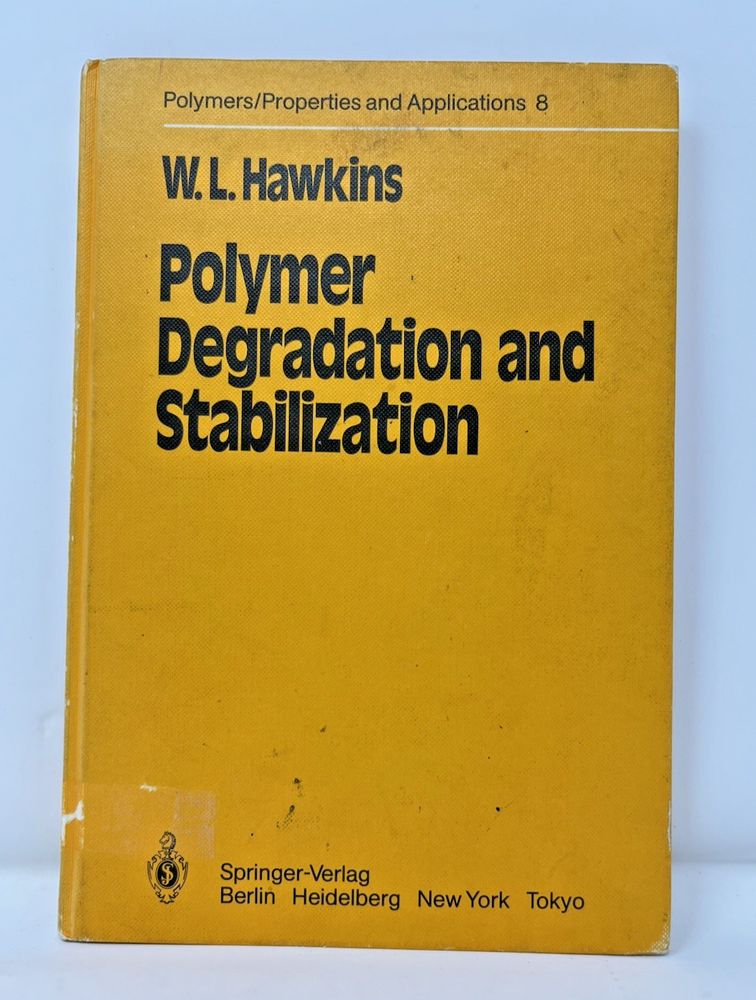 Polymers/Properties and Applications 8
W. L. Hawkins
Polymer
Degradation and
Stabilization
Springer-Verlag
Berlin Heidelberg New York Tokyo